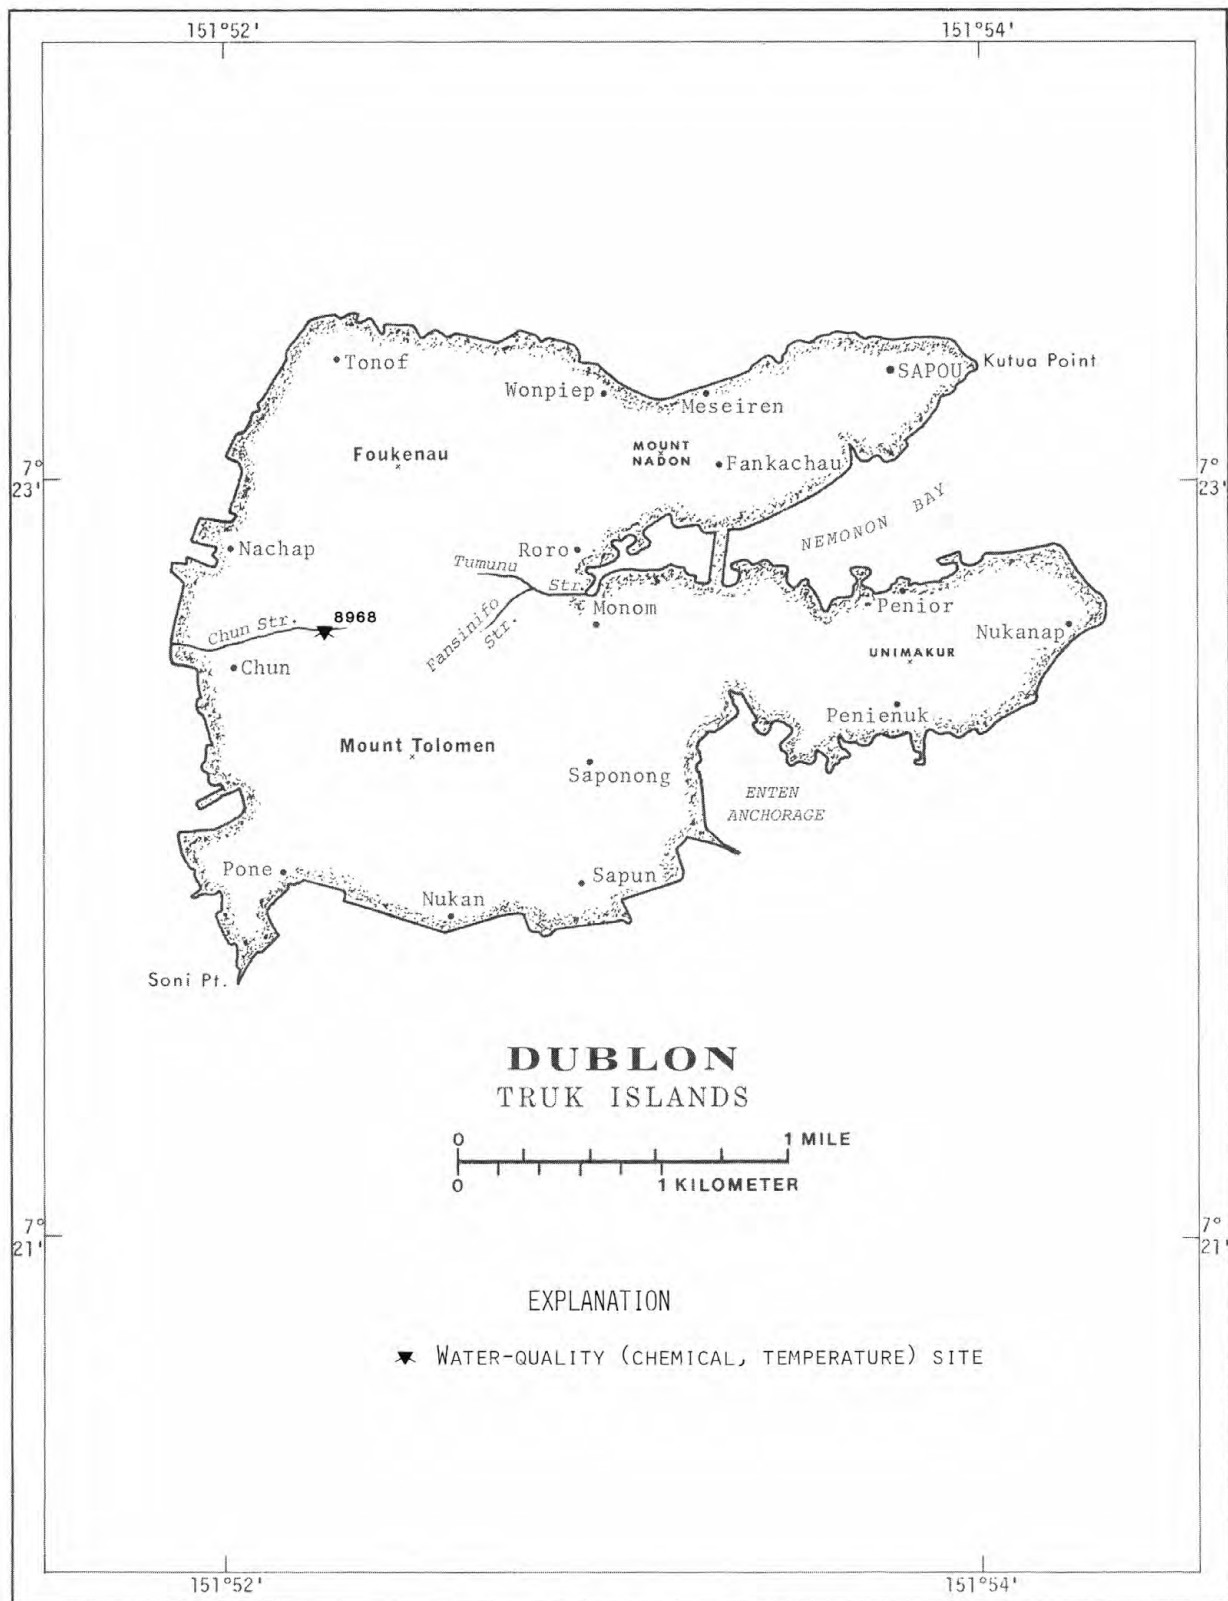 151°52'
151°54'
Tonof
Wonpiep
Meseiren
SAPOU
Kutua Point
Foukenau
MOUNT
NADON
Fankachau
7°
23'
7°
23'
NEMONON BAY
Nachap
Roro
Tumunu
Str.
Fansinifo
Str.
Monom
Penior
Nukanap
8968
Chun Str.
Chun
UNIMAKUR
Penienuk
Mount Tolomen
Saponong
ENTEN
ANCHORAGE
Pone
Nukan
Sapun
Soni Pt.
DUBLON
TRUK ISLANDS
0
1 MILE
0
1 KILOMETER
7°
21'
7°
21'
EXPLANATION
WATER-QUALITY (CHEMICAL, TEMPERATURE) SITE
151°52'
151°54'